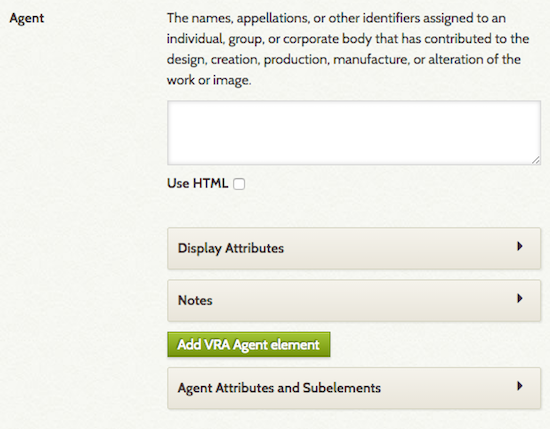 Agent
The names, appellations, or other identifiers assigned to an
individual, group, or corporate body that has contributed to the
design, creation, production, manufacture, or alteration of the
work or image.
Use HTML
Display Attributes
Notes
Add VRA Agent element
Agent Attributes and Subelements